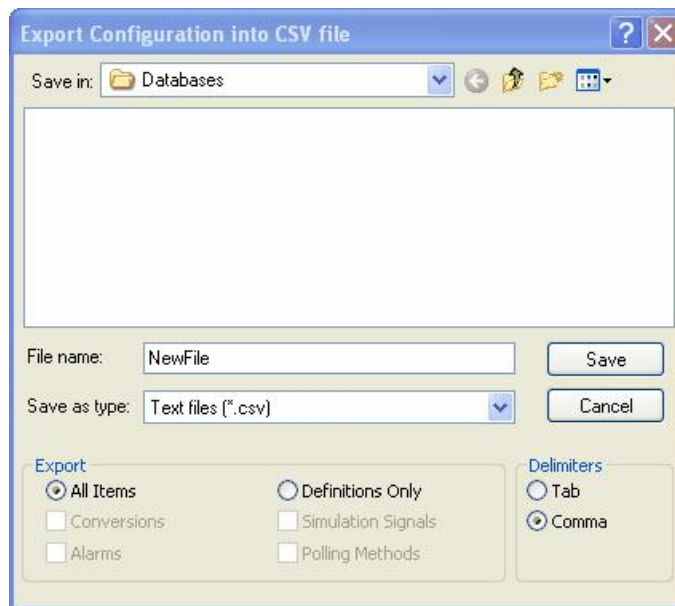 Export Configuration into CSV file
Save in: Databases
File name: NewFile
Save
Save as type: Text files (*.csv)
Cancel
Export
All Items
Definitions Only
Conversions
Simulation Signals
Alarms
Polling Methods
Delimiters
Tab
Comma